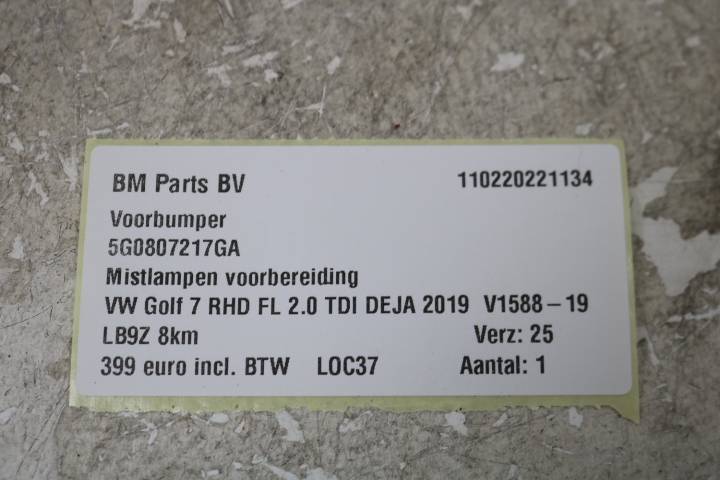 BM Parts BV 110220221134
Voorbumper
5G0807217GA
Mistlampen voorbereiding
VW Golf 7 RHD FL 2.0 TDI DEJA 2019 V1588-19
LB9Z 8km Verz: 25
399 euro incl. BTW LOC37 Aantal: 1